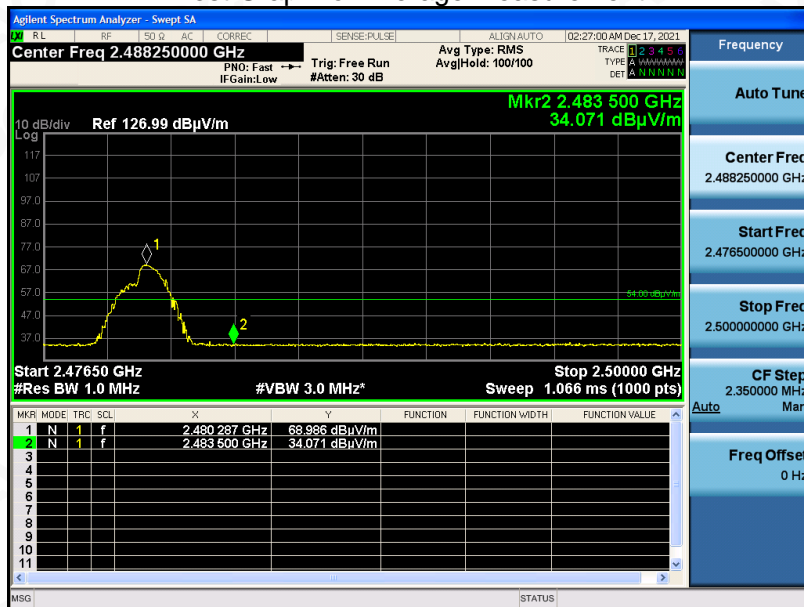 Agilent Spectrum Analyzer - Swept SA
RL RF 50 Ω AC CORREC SENSE:PULSE ALIGN AUTO 02:27:00 AM Dec 17, 2021
Center Freq 2.488250000 GHz
PNO: Fast
IFGain:Low
Trig: Free Run
#Atten: 30 dB
Avg Type: RMS
Avg|Hold: 100/100
TRACE 1 2 3 4 5 6
TYPE A
DET A N N N N N
Mkr2 2.483 500 GHz
34.071 dBµV/m
10 dB/div Ref 126.99 dBµV/m
Log
117
107
97.0
87.0
77.0
67.0
57.0
47.0
37.0
1
2
54.00 dBµV/m
Start 2.47650 GHz Stop 2.50000 GHz
#Res BW 1.0 MHz #VBW 3.0 MHz* Sweep 1.066 ms (1000 pts)
MKR MODE TRC SCL X Y FUNCTION FUNCTION WIDTH FUNCTION VALUE
1 N 1 f 2.480 287 GHz 68.986 dBµV/m
2 N 1 f 2.483 500 GHz 34.071 dBµV/m
3
4
5
6
7
8
9
10
11
MSG STATUS
Frequency
Auto Tune
Center Freq
2.488250000 GHz
Start Freq
2.476500000 GHz
Stop Freq
2.500000000 GHz
CF Step
2.350000 MHz
Auto Man
Freq Offset
0 Hz